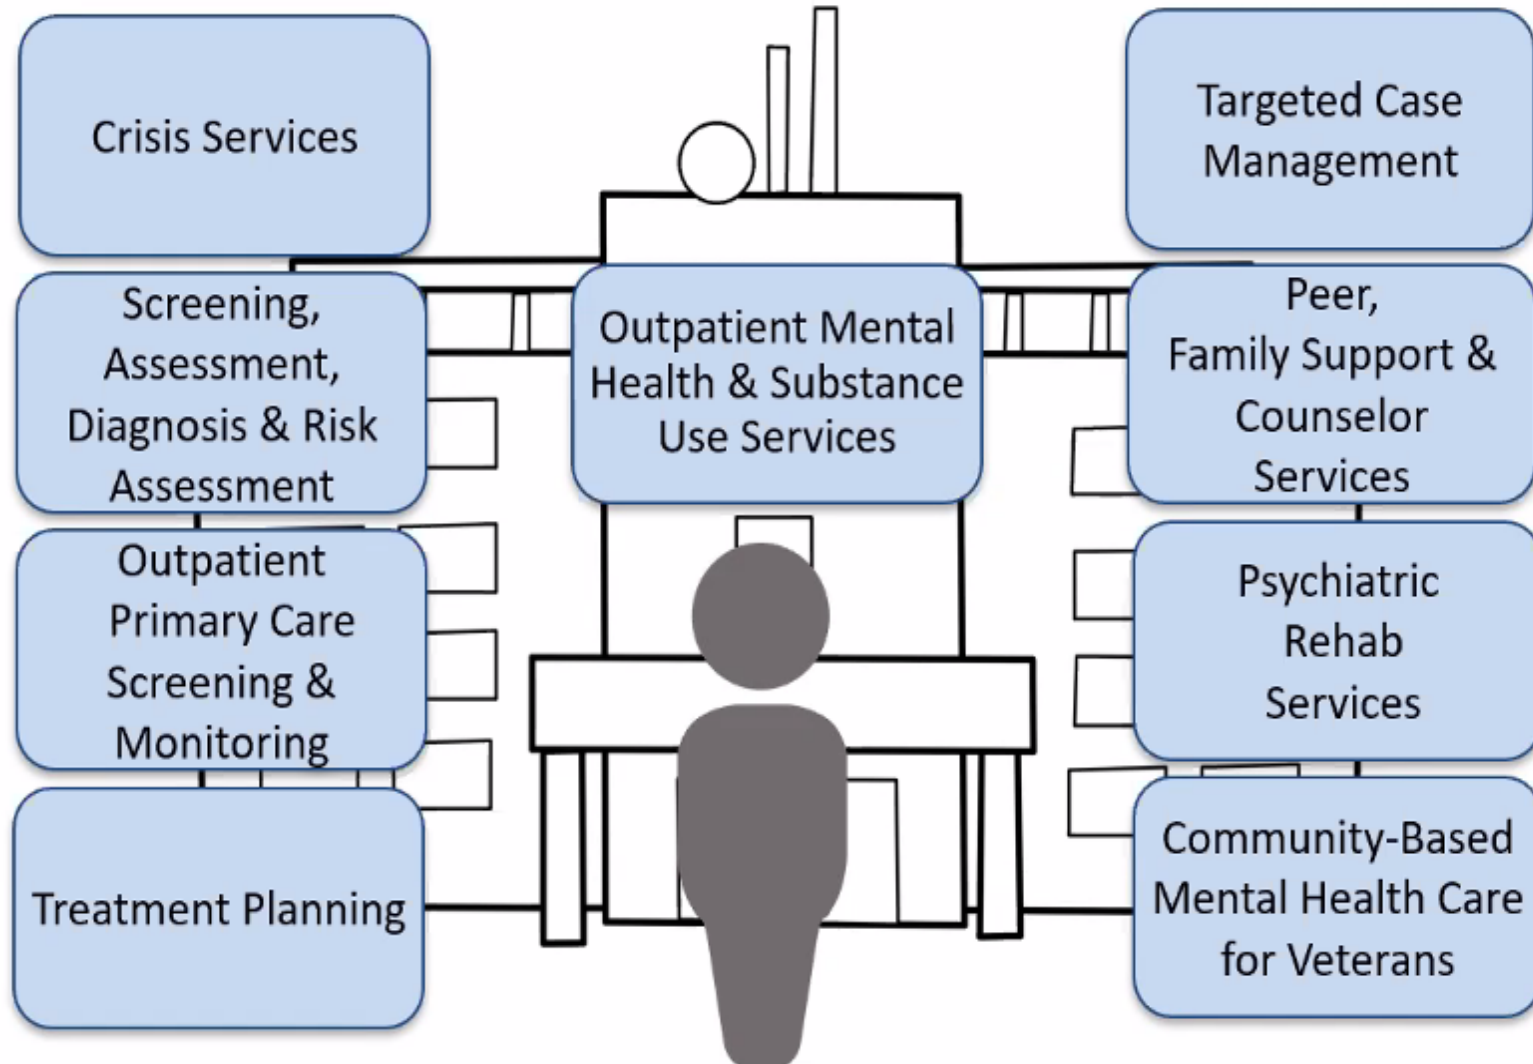 Crisis Services
Screening,
Assessment,
Diagnosis & Risk
Assessment
Outpatient
Primary Care
Screening &
Monitoring
Treatment Planning
Outpatient Mental
Health & Substance
Use Services
Targeted Case
Management
Peer,
Family Support &
Counselor
Services
Psychiatric
Rehab
Services
Community-Based
Mental Health Care
for Veterans